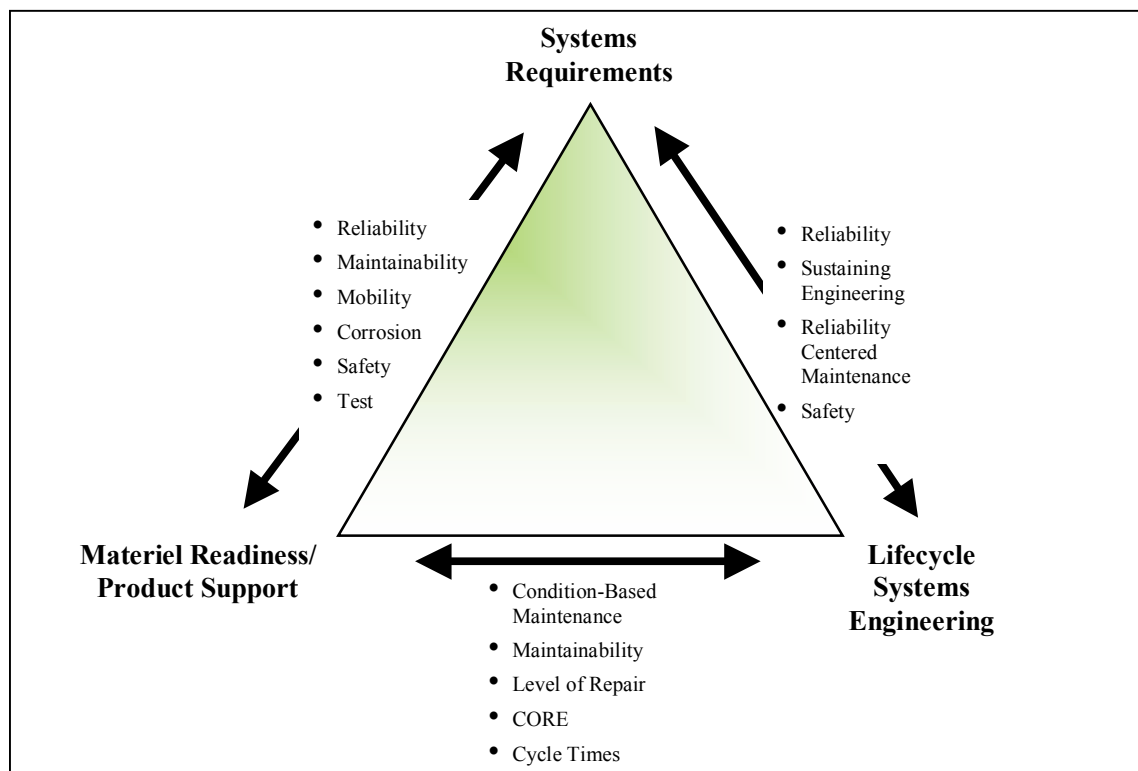 Systems
Requirements
• Reliability
• Maintainability
• Mobility
• Corrosion
• Safety
• Test
• Reliability
• Sustaining
Engineering
• Reliability
Centered
Maintenance
• Safety
Materiel Readiness/
Product Support
Lifecycle
Systems
Engineering
• Condition-Based
Maintenance
• Maintainability
• Level of Repair
• CORE
• Cycle Times